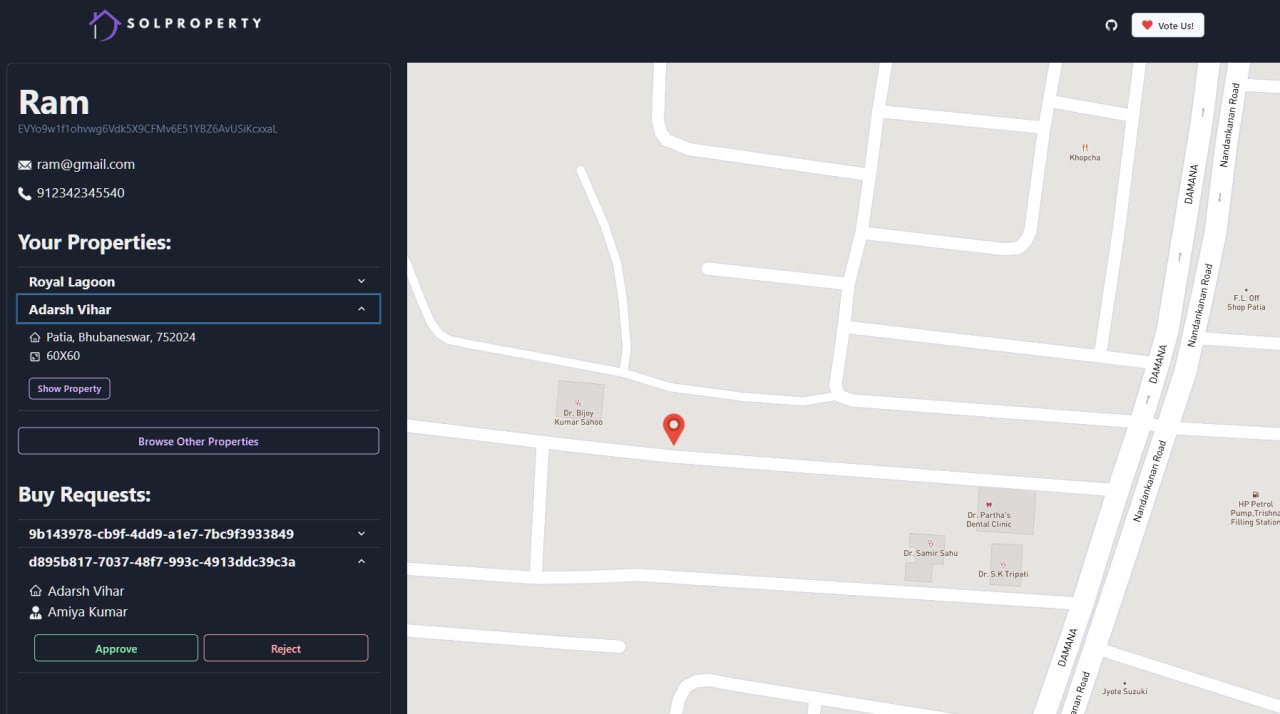 SOLPROPERTY
Vote Us!
Ram
EVYo9w1f1ohvwg6Vdk5X9CFMv6E51YBZ6AvUSiKcxxaL
ram@gmail.com
912342345540
Your Properties:
Royal Lagoon
Adarsh Vihar
Patia, Bhubaneswar, 752024
60X60
Show Property
Browse Other Properties
Buy Requests:
9b143978-cb9f-4dd9-a1e7-7bc9f3933849
d895b817-7037-48f7-993c-4913ddc39c3a
Adarsh Vihar
Amiya Kumar
Approve
Reject
Khopcha
Nandankanan Road
DAMANA
F.L. Off
Shop Patia
Nandankanan Road
DAMANA
Dr. Bijoy
Kumar Sahoo
Nandankanan Road
HP Petrol
Pump,Trishna
Filling Station
Dr. Partha's
Dental Clinic
Dr. Samir Sahu
Dr. S.K Tripati
DAMANA
Nandankanan Road
Jyote Suzuki